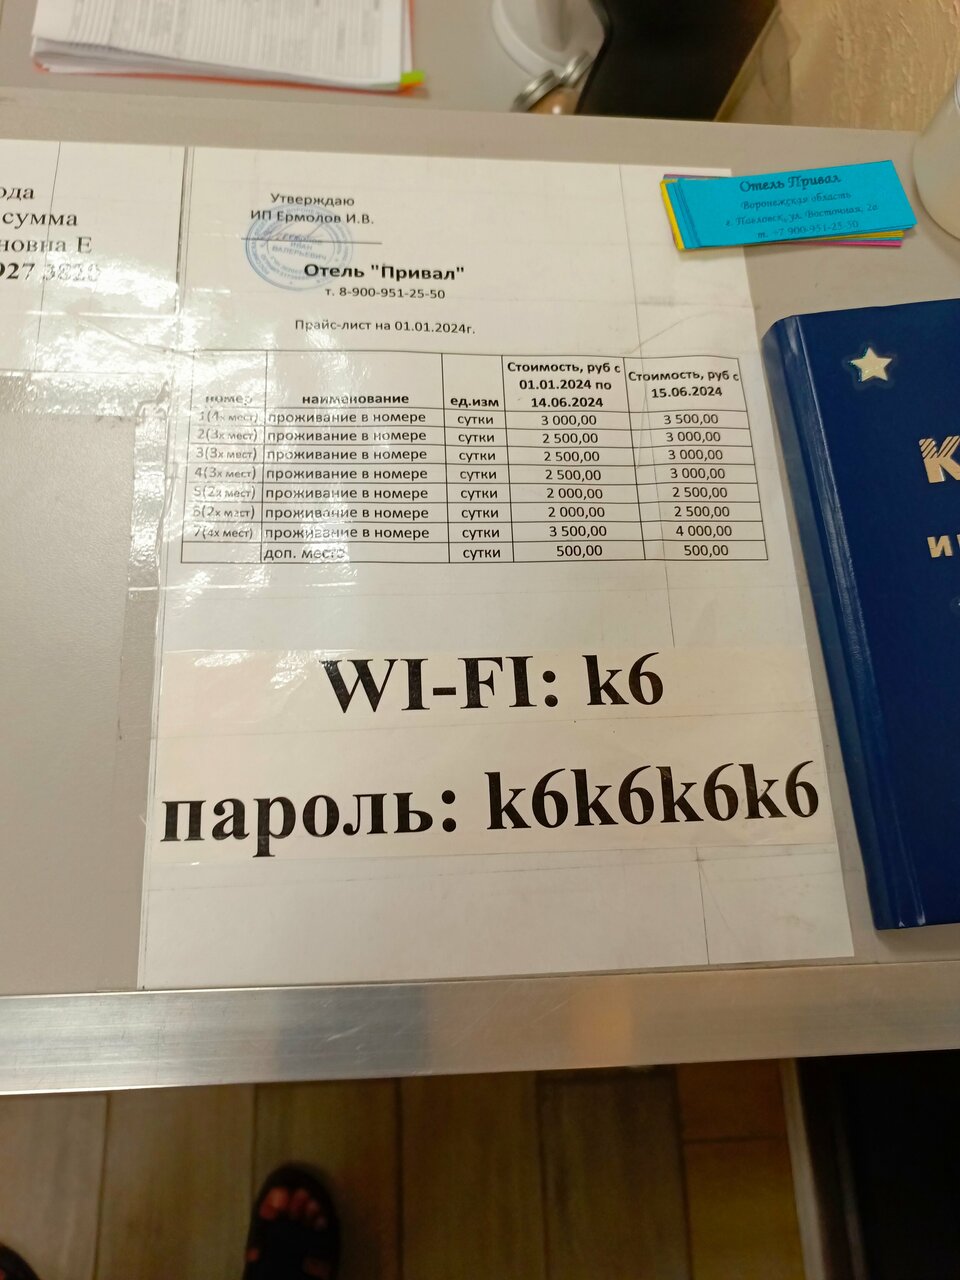 ода
сумма
новна Е
927 3820
Утверждаю
ИП Ермолов И.В.
ЕРМОЛОВ
ИВАН
ВАЛЕРЬЕВИЧ
Отель "Привал"
т. 8-900-951-25-50
Прайс-лист на 01.01.2024г.
номер наименование ед.изм Стоимость, руб с 01.01.2024 по 14.06.2024 Стоимость, руб с 15.06.2024
1(4х мест) проживание в номере сутки 3 000,00 3 500,00
2(3х мест) проживание в номере сутки 2 500,00 3 000,00
3(3х мест) проживание в номере сутки 2 500,00 3 000,00
4(3х мест) проживание в номере сутки 2 500,00 3 000,00
5(2х мест) проживание в номере сутки 2 000,00 2 500,00
6(2х мест) проживание в номере сутки 2 000,00 2 500,00
7(4х мест) проживание в номере сутки 3 500,00 4 000,00
доп. место сутки 500,00 500,00
WI-FI: k6
пароль: k6k6k6k6
Отель Привал
Воронежская область
г. Павловск, ул. Восточная, 2а
т. +7 900-951-25-50
К
и